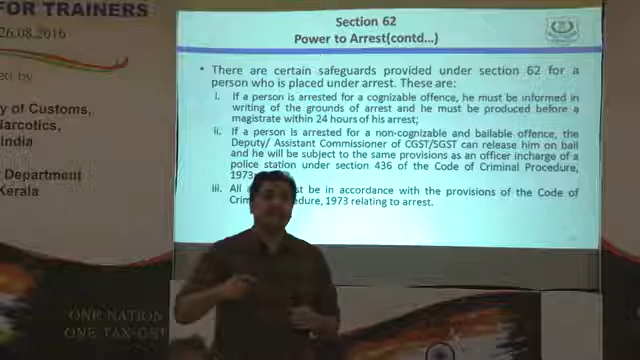 FOR TRAINERS
26.08.2016
ed by
y of Customs,
Narcotics,
India
Department
Kerala
ONE NATION
ONE TAX-GST
Section 62
Power to Arrest(contd...)
• There are certain safeguards provided under section 62 for a
person who is placed under arrest. These are:
i. If a person is arrested for a cognizable offence, he must be informed in
writing of the grounds of arrest and he must be produced before a
magistrate within 24 hours of his arrest;
ii. If a person is arrested for a non-cognizable and bailable offence, the
Deputy/ Assistant Commissioner of CGST/SGST can release him on bail
and he will be subject to the same provisions as an officer incharge of a
police station under section 436 of the Code of Criminal Procedure,
1973;
iii. All a st be in accordance with the provisions of the Code of
Crim edure, 1973 relating to arrest.